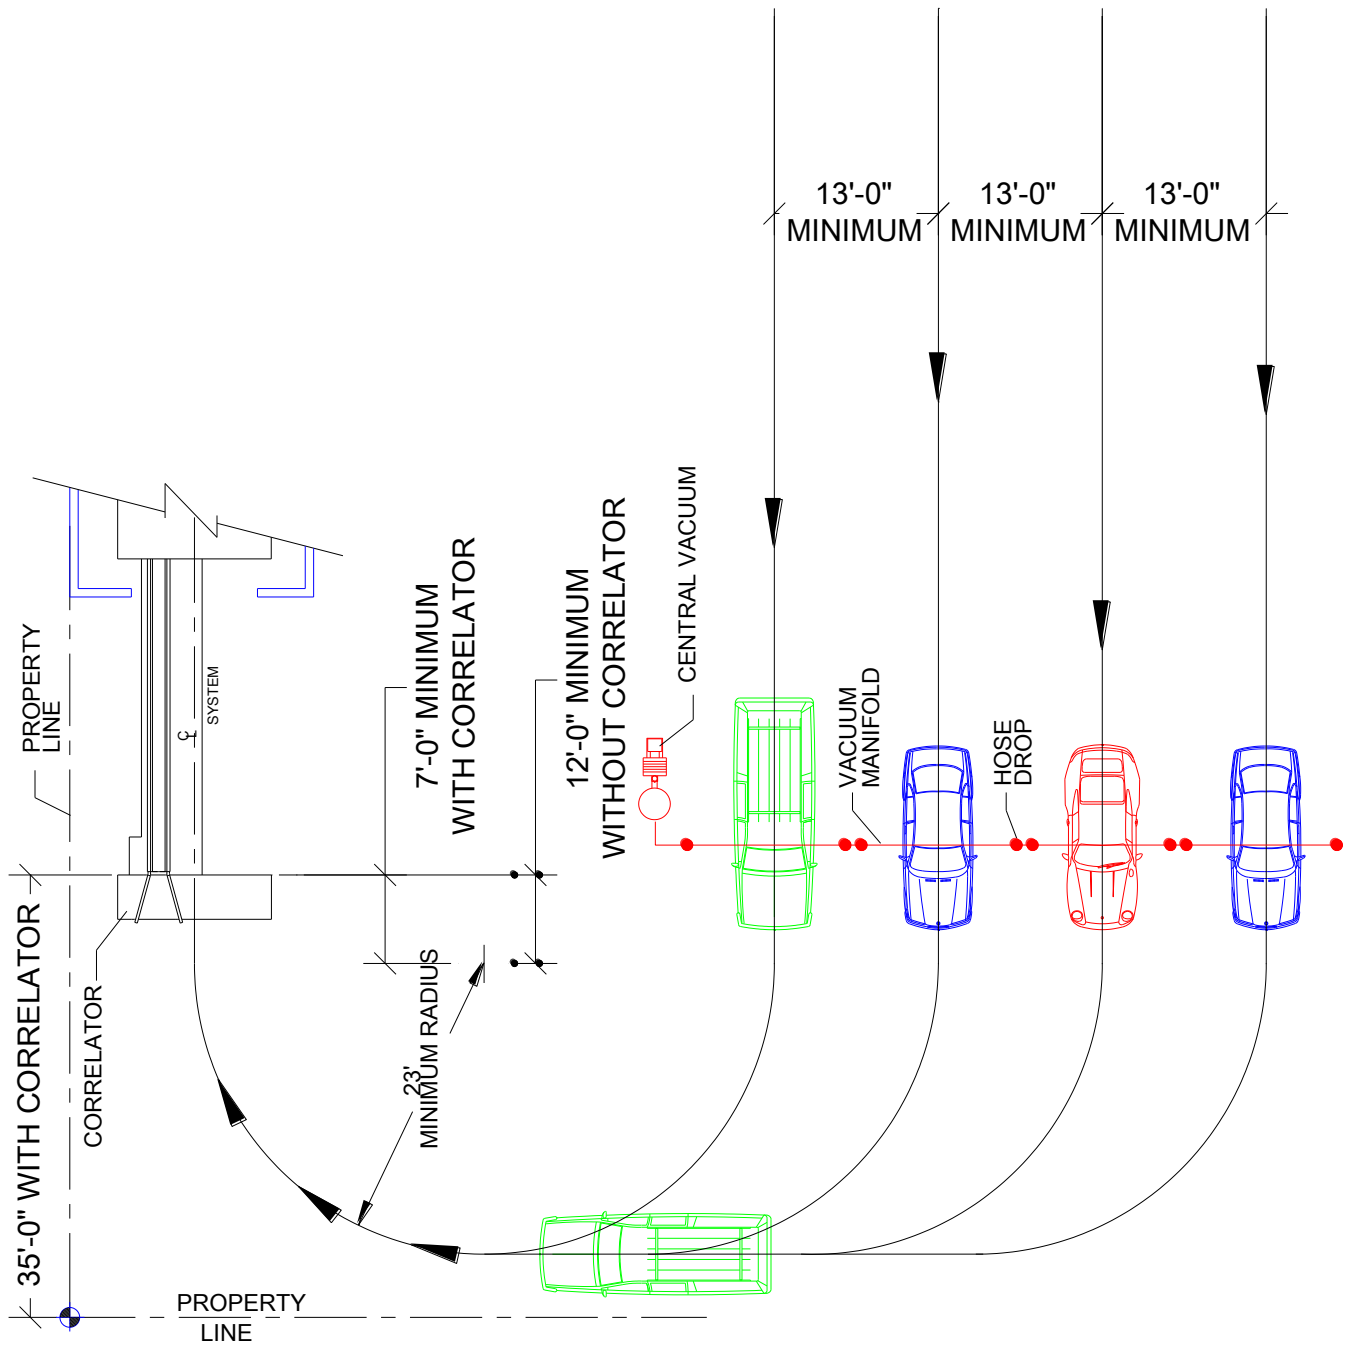 13'-0"
MINIMUM
13'-0"
MINIMUM
13'-0"
MINIMUM
PROPERTY
LINE
℄
SYSTEM
7'-0" MINIMUM
WITH CORRELATOR
12'-0" MINIMUM
WITHOUT CORRELATOR
CENTRAL VACUUM
VACUUM
MANIFOLD
HOSE
DROP
35'-0" WITH CORRELATOR
CORRELATOR
23'
MINIMUM RADIUS
PROPERTY
LINE